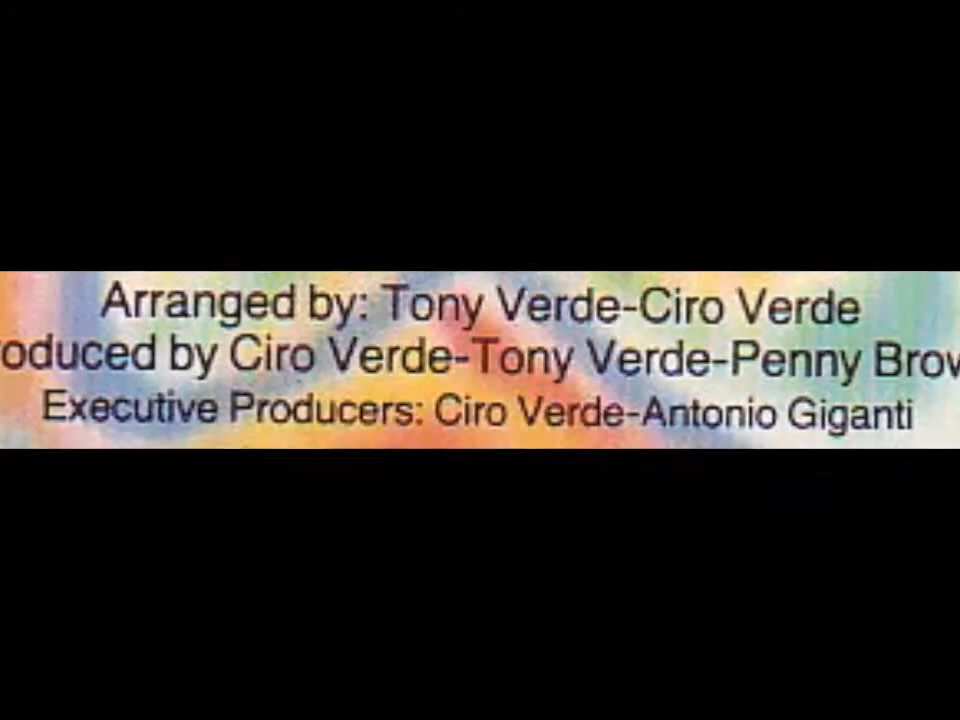 Arranged by: Tony Verde-Ciro Verde
oduced by Ciro Verde-Tony Verde-Penny Brow
Executive Producers: Ciro Verde-Antonio Giganti